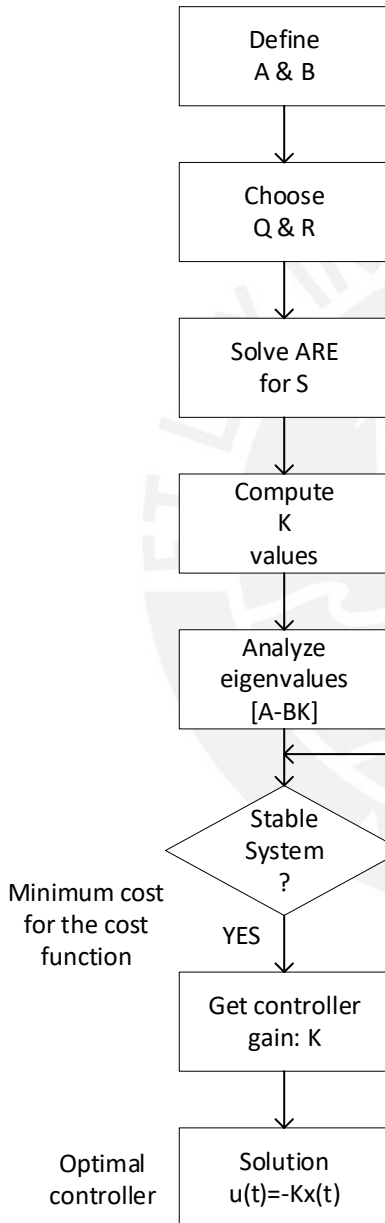 Define
A & B
Choose
Q & R
Solve ARE
for S
Compute
K
values
Analyze
eigenvalues
[A-BK]
Stable
System
?
Minimum cost
for the cost
function
YES
Get controller
gain: K
Optimal
controller
Solution
u(t)=-Kx(t)